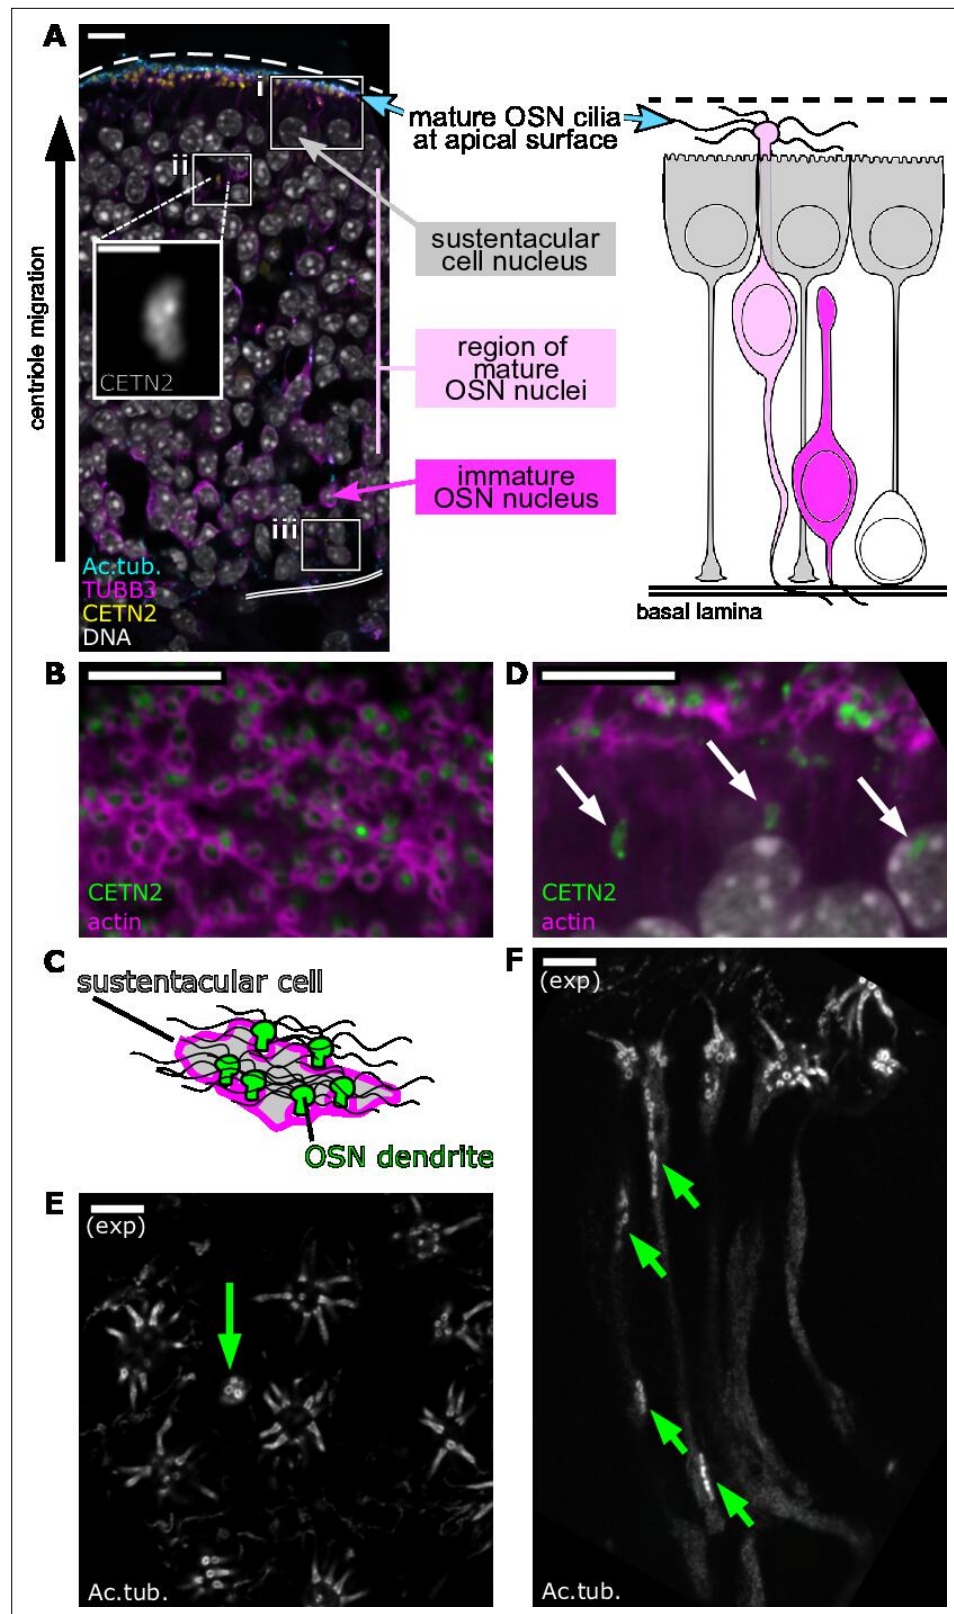 A
i
ii
iii
centriole migration
CETN2
Ac.tub.
TUBB3
CETN2
DNA
mature OSN cilia
at apical surface
sustentacular
cell nucleus
region of
mature
OSN nuclei
immature
OSN nucleus
basal lamina
B
CETN2
actin
D
CETN2
actin
C
sustentacular cell
OSN dendrite
E
(exp)
Ac.tub.
F
(exp)
Ac.tub.